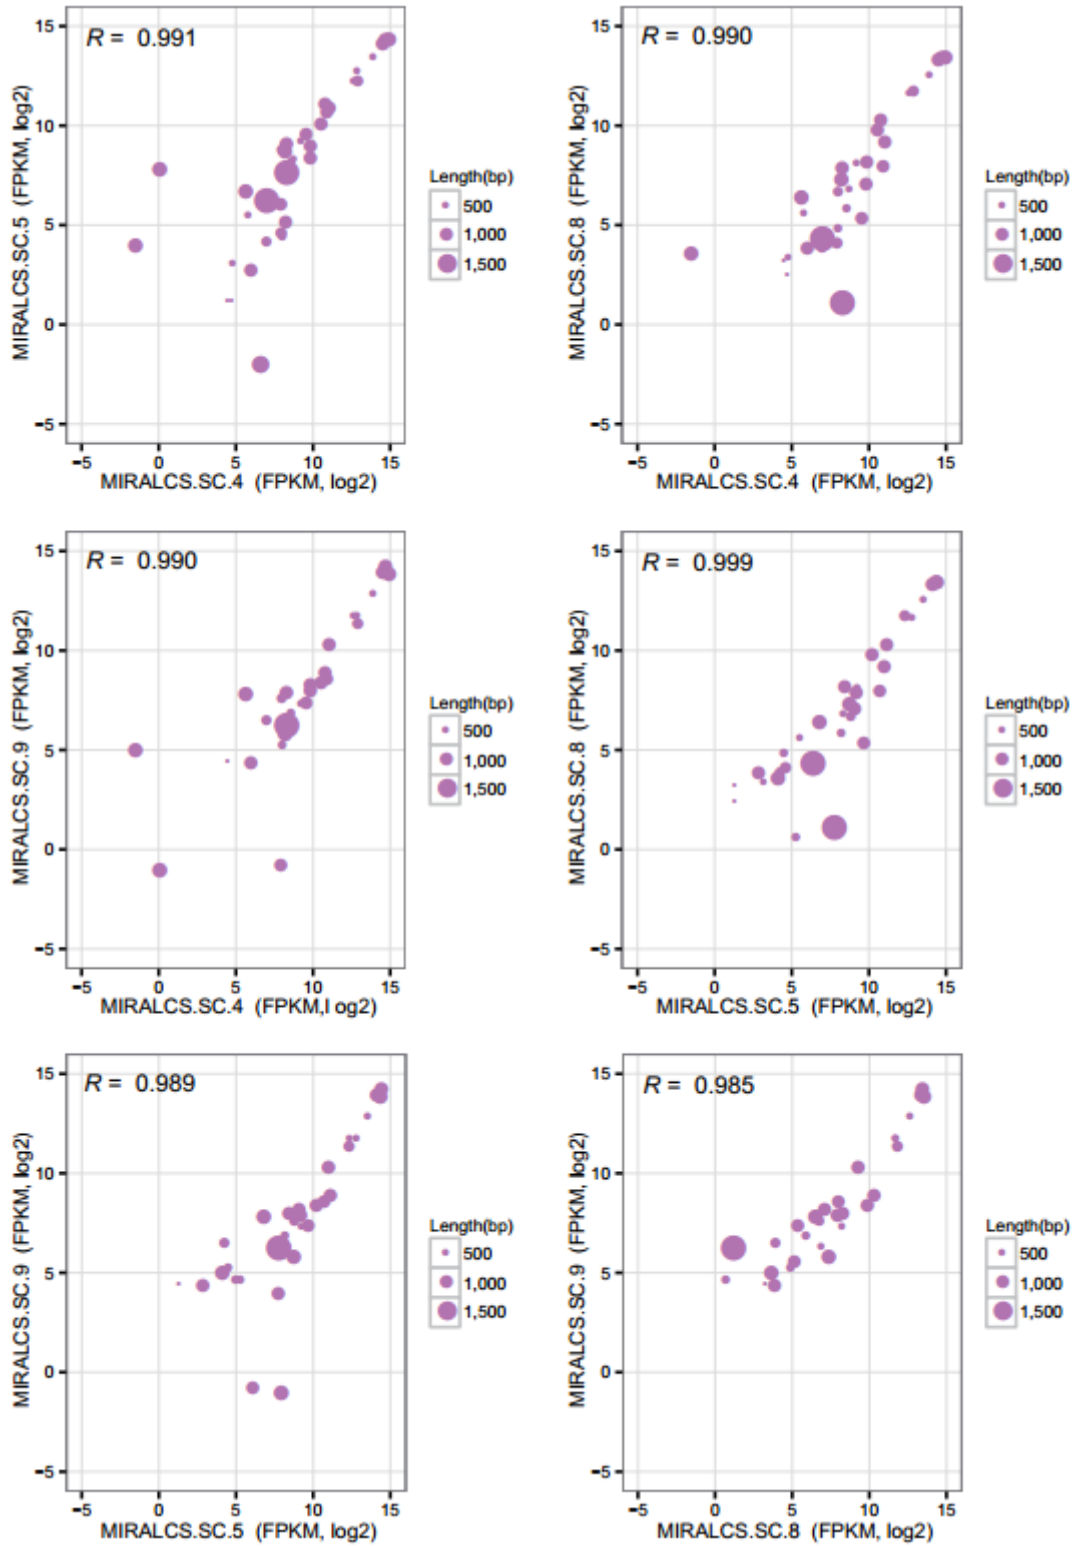 R = 0.991
15
10
5
0
−5
−5 0 5 10 15
MIRALCS.SC.5 (FPKM, log2)
MIRALCS.SC.4 (FPKM, log2)
Length(bp)
500
1,000
1,500
R = 0.990
15
10
5
0
−5
−5 0 5 10 15
MIRALCS.SC.8 (FPKM, log2)
MIRALCS.SC.4 (FPKM, log2)
Length(bp)
500
1,000
1,500
R = 0.990
15
10
5
0
−5
−5 0 5 10 15
MIRALCS.SC.9 (FPKM, log2)
MIRALCS.SC.4 (FPKM,l og2)
Length(bp)
500
1,000
1,500
R = 0.999
15
10
5
0
−5
−5 0 5 10 15
MIRALCS.SC.8 (FPKM, log2)
MIRALCS.SC.5 (FPKM, log2)
Length(bp)
500
1,000
1,500
R = 0.989
15
10
5
0
−5
−5 0 5 10 15
MIRALCS.SC.9 (FPKM, log2)
MIRALCS.SC.5 (FPKM, log2)
Length(bp)
500
1,000
1,500
R = 0.985
15
10
5
0
−5
−5 0 5 10 15
MIRALCS.SC.9 (FPKM, log2)
MIRALCS.SC.8 (FPKM, log2)
Length(bp)
500
1,000
1,500